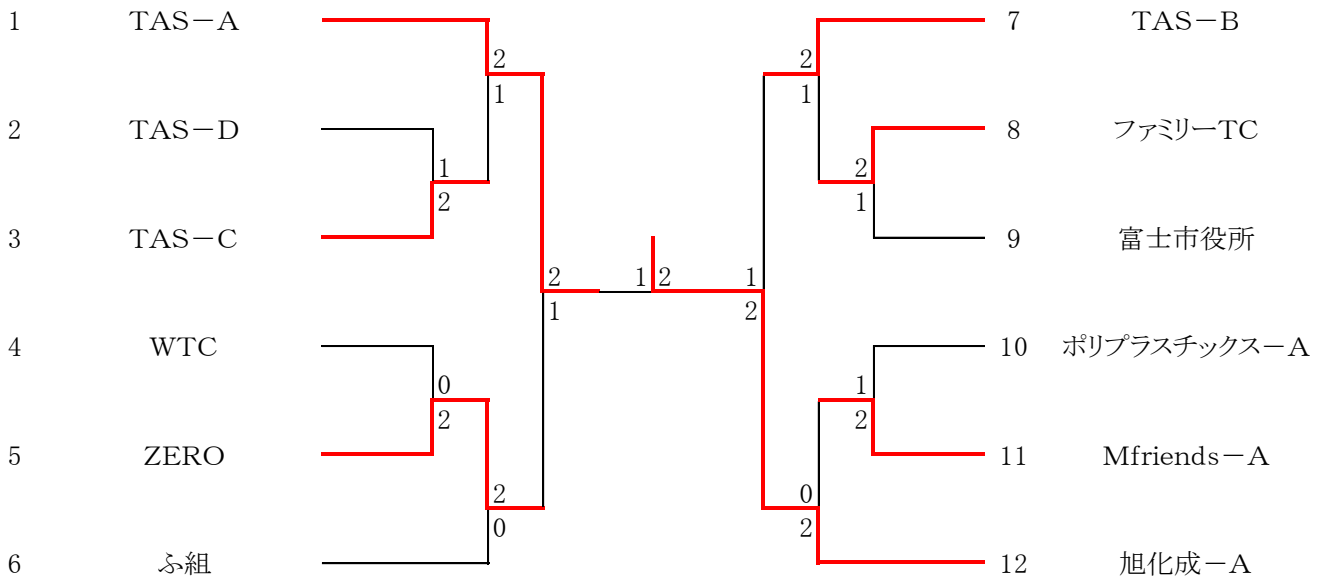 1 TAS－A 7 TAS－B
2 2
1 1
2 TAS－D 8 ファミリーTC
1 2
2 1
3 TAS－C 9 富士市役所
2 1 2 1
1 2
4 WTC 10 ポリプラスチックス－A
0 1
2 2
5 ZERO 11 Mfriends－A
2 0
0 2
6 ふ組 12 旭化成－A